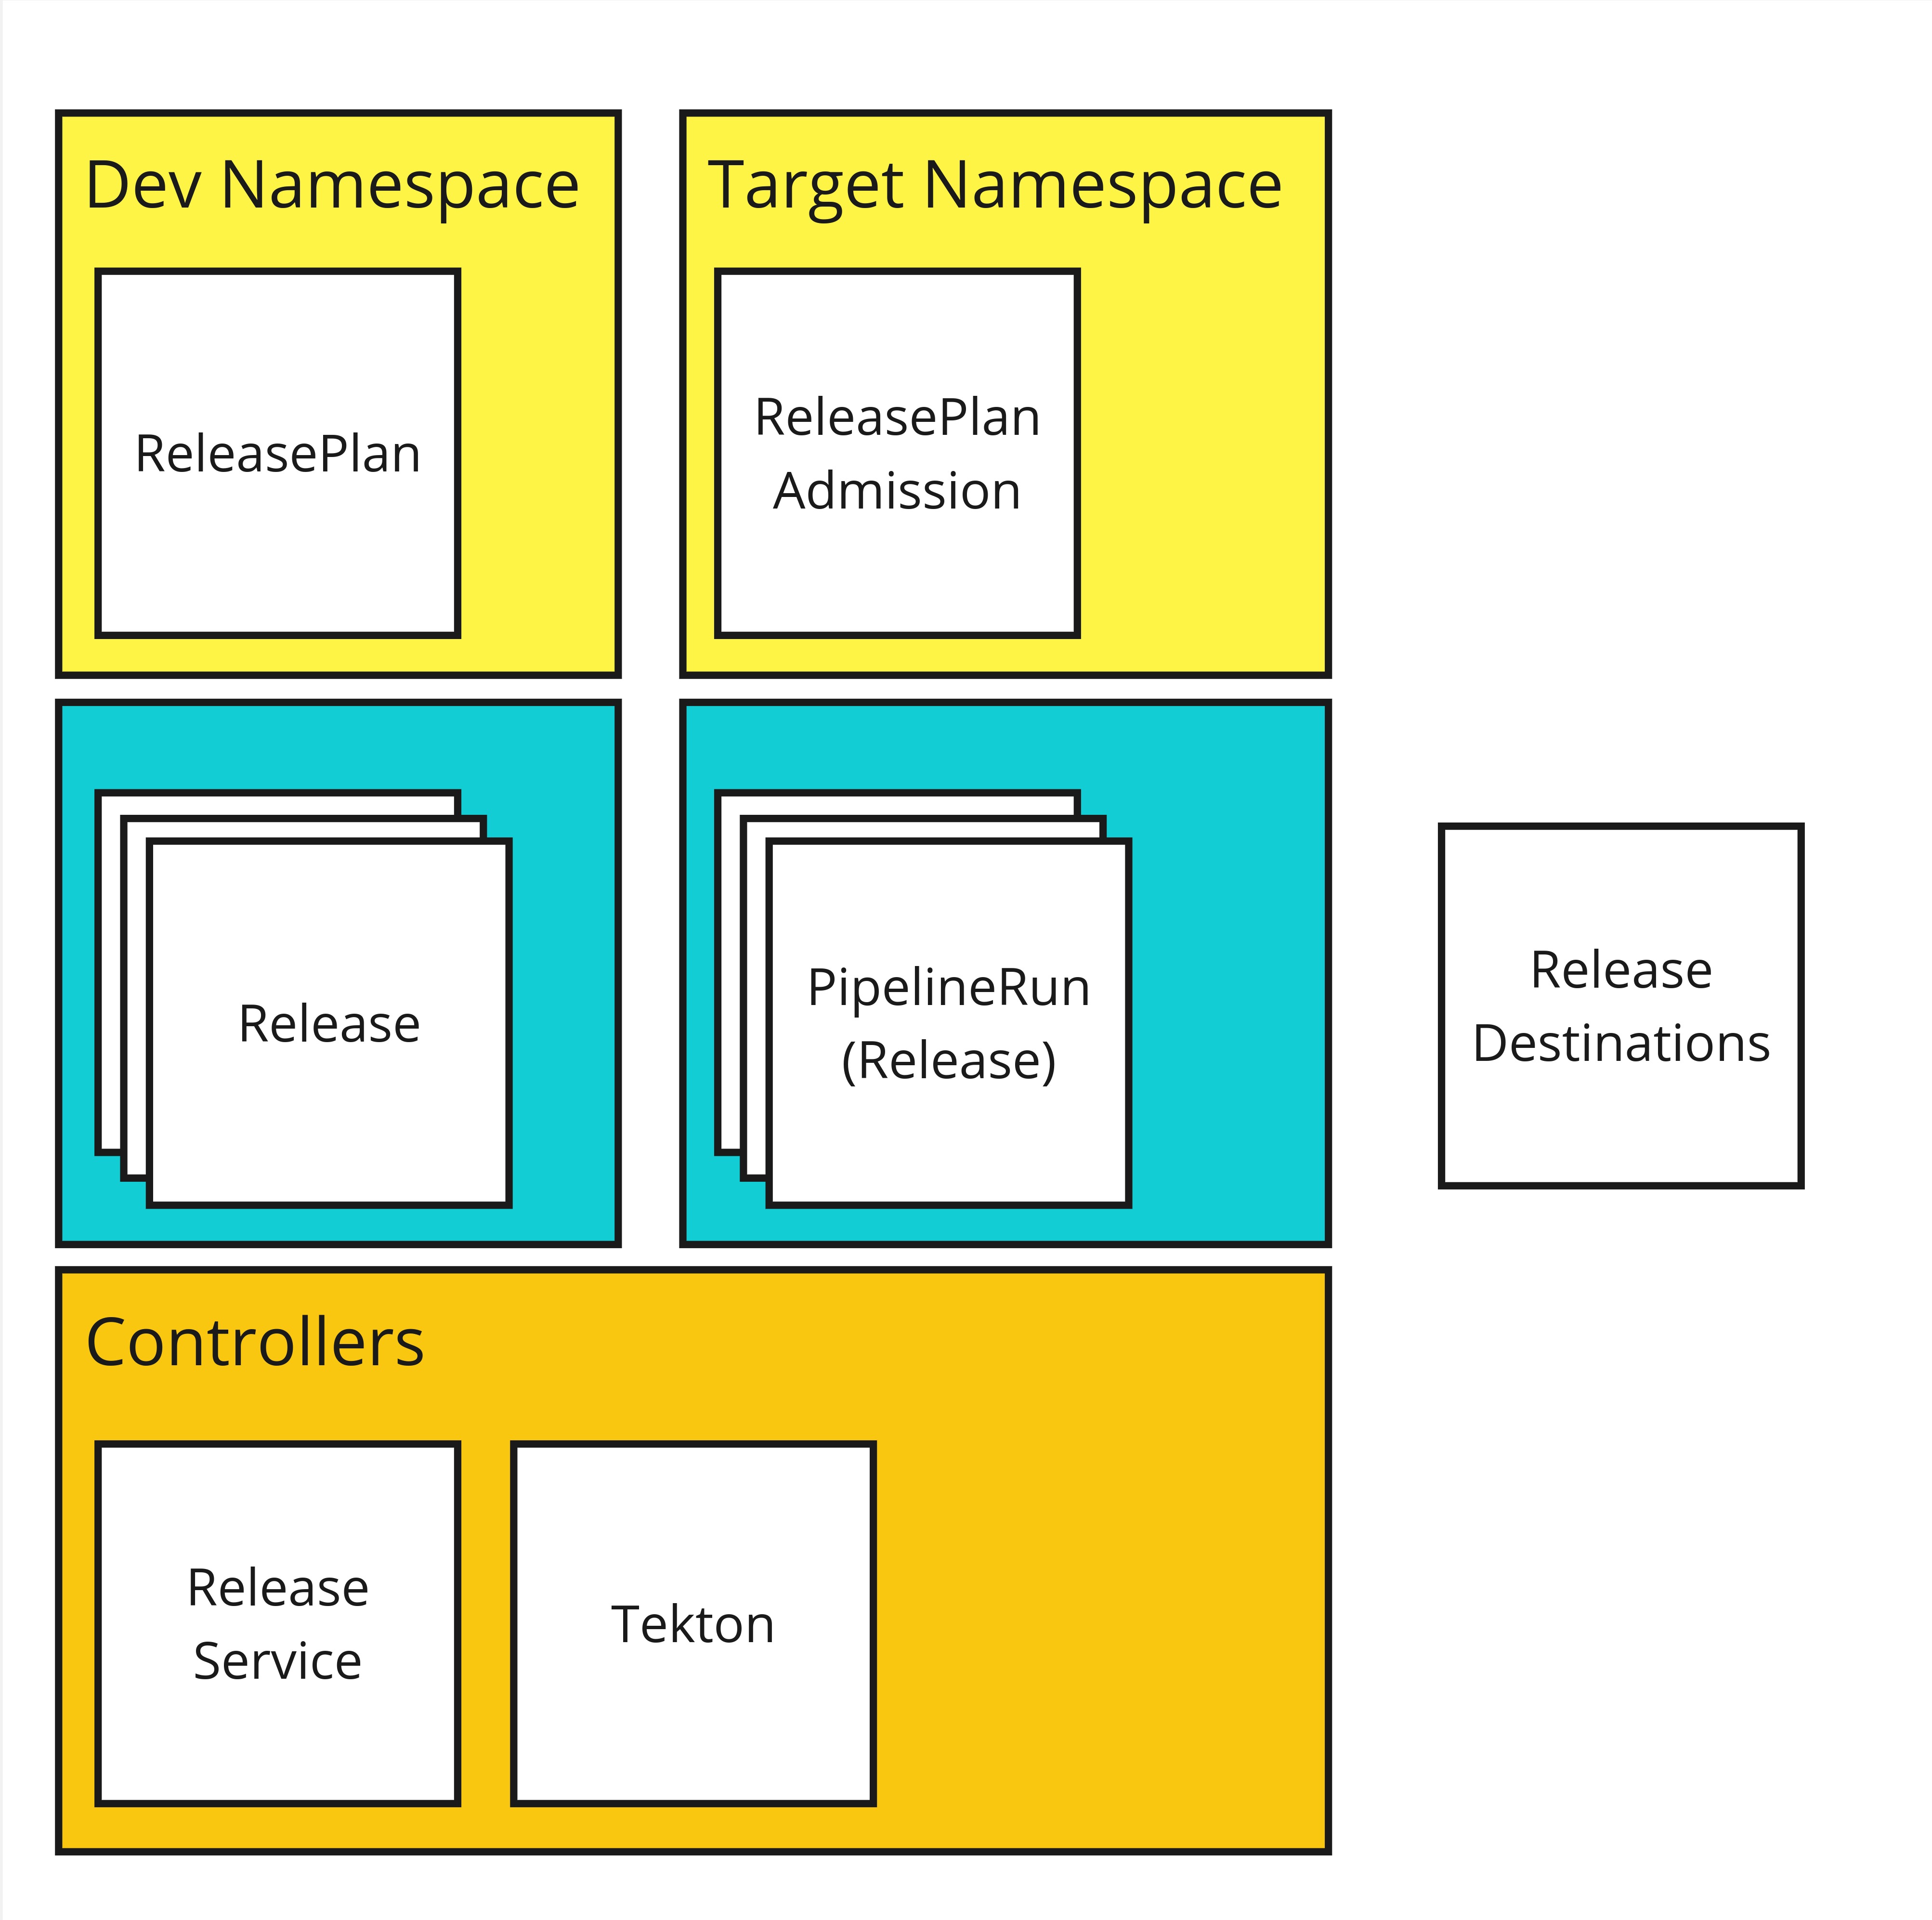 Dev Namespace
Target Namespace
ReleasePlan
ReleasePlan
Admission
Release
PipelineRun
(Release)
Release
Destinations
Controllers
Release
Service
Tekton